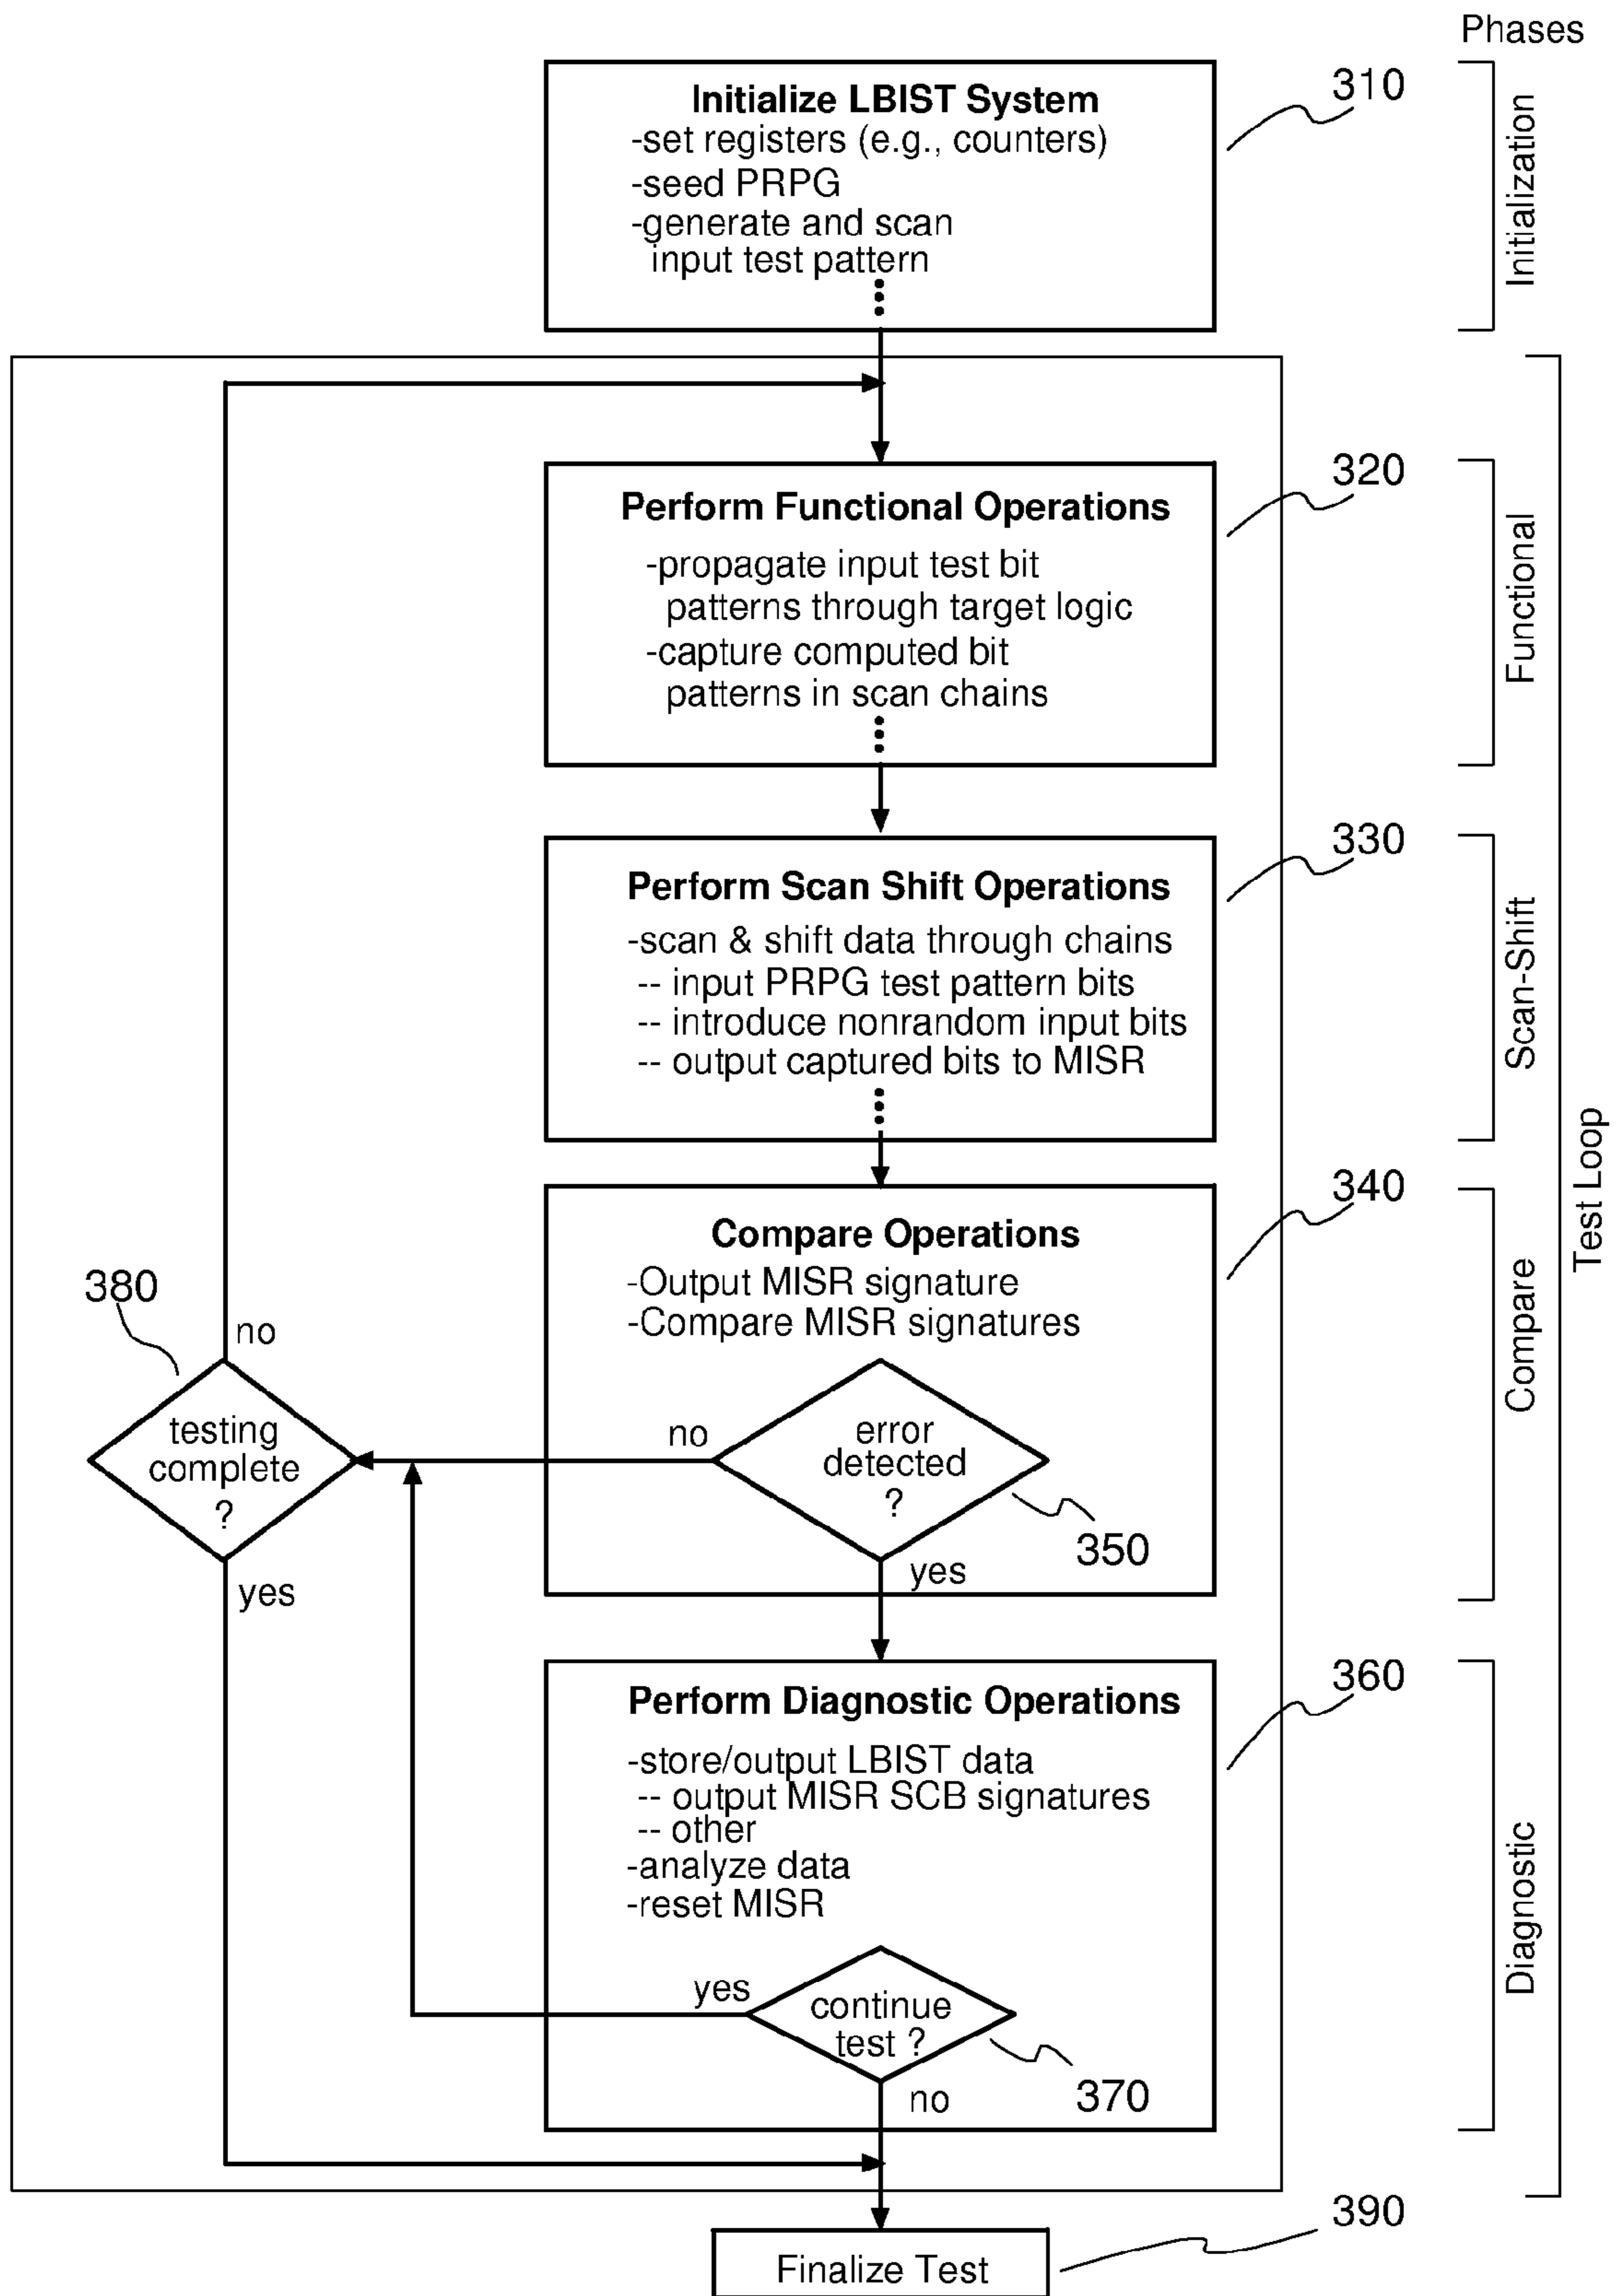 Phases
Initialize LBIST System
-set registers (e.g., counters)
-seed PRPG
-generate and scan
input test pattern
310
Initialization
Perform Functional Operations
-propagate input test bit
patterns through target logic
-capture computed bit
patterns in scan chains
320
Functional
Perform Scan Shift Operations
-scan & shift data through chains
-- input PRPG test pattern bits
-- introduce nonrandom input bits
-- output captured bits to MISR
330
Scan-Shift
Test Loop
Compare Operations
-Output MISR signature
-Compare MISR signatures
340
Compare
380
no
testing
complete
?
yes
no
error
detected
?
350
yes
Perform Diagnostic Operations
-store/output LBIST data
-- output MISR SCB signatures
-- other
-analyze data
-reset MISR
360
Diagnostic
yes
continue
test ?
370
no
390
Finalize Test